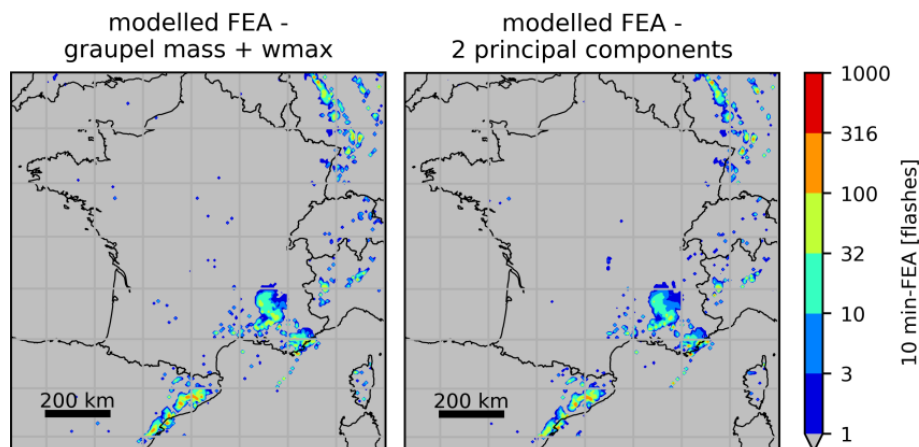 modelled FEA -
graupel mass + wmax
modelled FEA -
2 principal components
200 km
200 km
1000
316
100
32
10
3
1
10 min-FEA [flashes]